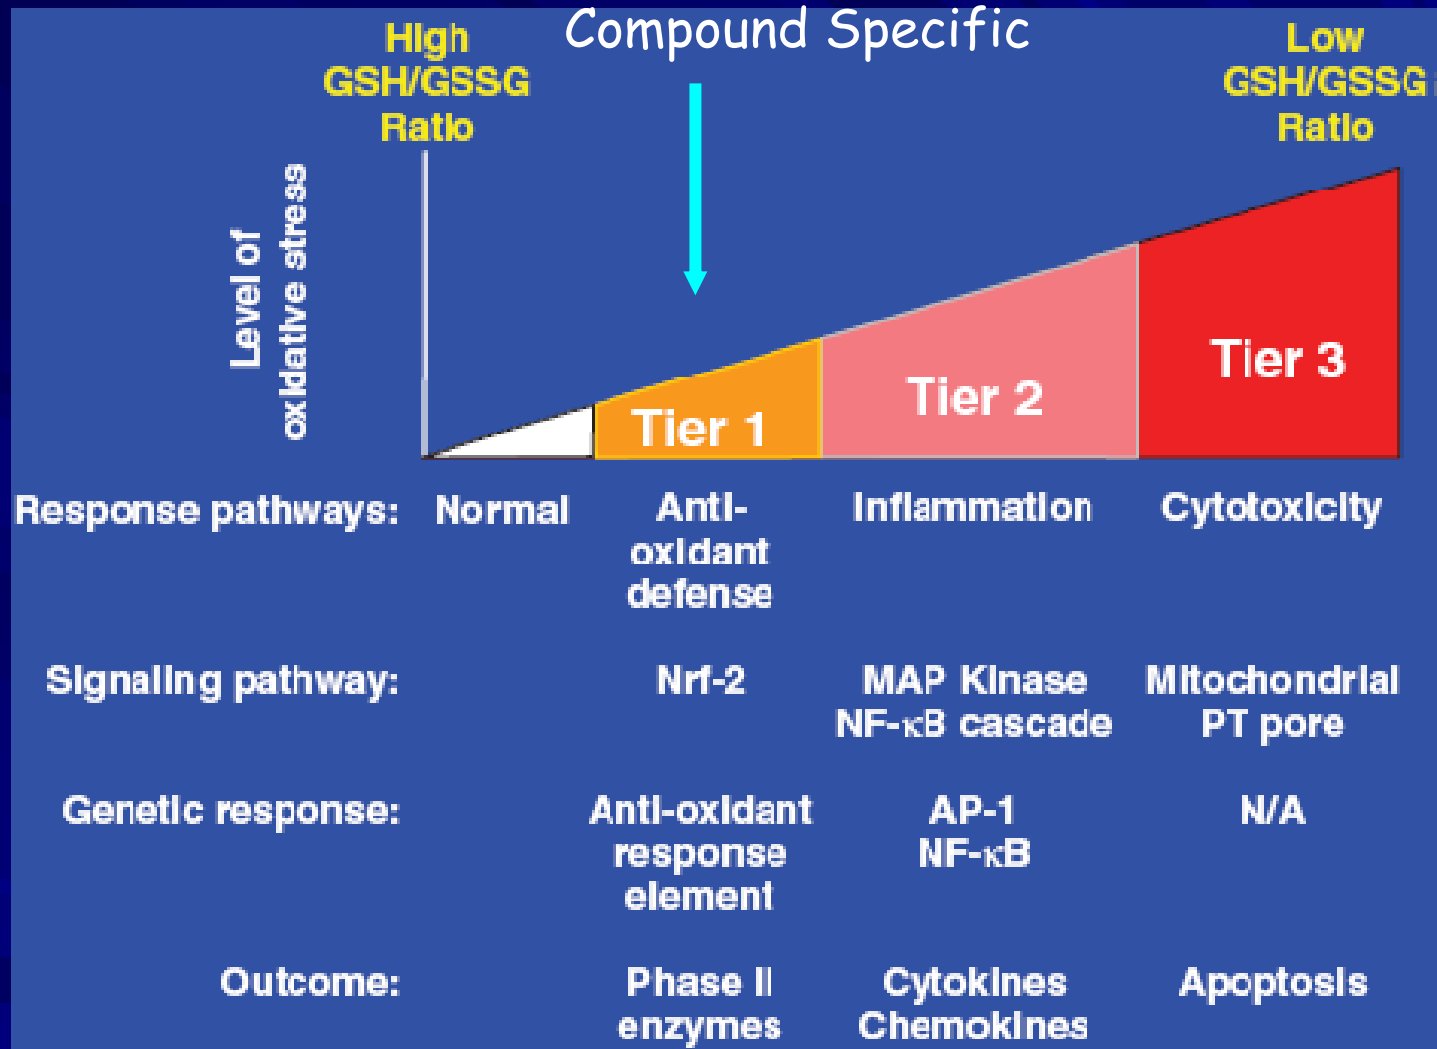 Compound Specific
High
GSH/GSSG
Ratio
Low
GSH/GSSG
Ratio
Level of
oxidative stress
Tier 1
Tier 2
Tier 3
Response pathways:
Normal
Anti-
oxidant
defense
Inflammation
Cytotoxicity
Signaling pathway:
Nrf-2
MAP Kinase
NF-κB cascade
Mitochondrial
PT pore
Genetic response:
Anti-oxidant
response
element
AP-1
NF-κB
N/A
Outcome:
Phase II
enzymes
Cytokines
Chemokines
Apoptosis